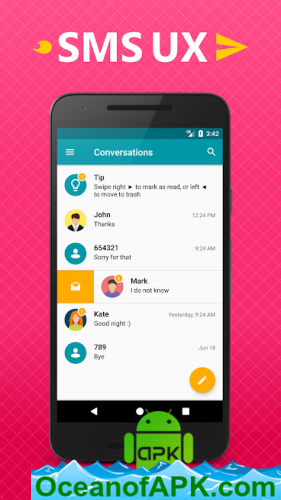 SMS UX
3:42
Conversations
Tip
Swipe right ► to mark as read, or left ◄
to move to trash
John
12:24 PM
Thanks
654321
9:24 AM
Sorry for that
Mark
I do not know
Kate
Yesterday, 9:24 AM
Good night :)
789
Jun 18
Bye
APK
OceanofAPK.com